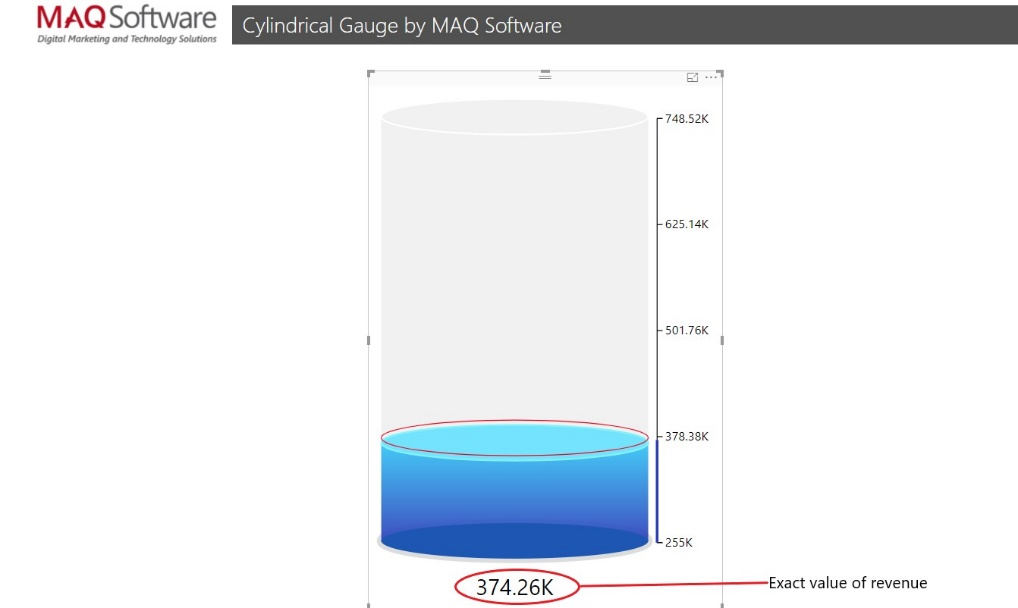 MAQ Software
Digital Marketing and Technology Solutions
Cylindrical Gauge by MAQ Software
748.52K
625.14K
501.76K
378.38K
255K
374.26K
Exact value of revenue